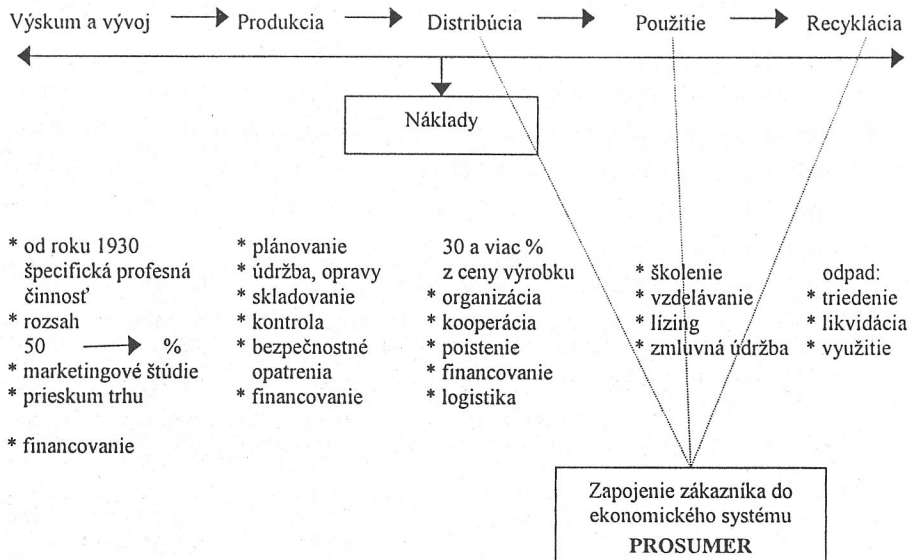 Výskum a vývoj Produkcia Distribúcia Použitie Recyklácia
Náklady
* od roku 1930
špecifická profesná
činnosť
* rozsah
50 %
* marketingové štúdie
* prieskum trhu
* financovanie
* plánovanie
* údržba, opravy
* skladovanie
* kontrola
* bezpečnostné
opatrenia
* financovanie
30 a viac %
z ceny výrobku
* organizácia
* kooperácia
* poistenie
* financovanie
* logistika
* školenie
* vzdelávanie
* lízing
* zmluvná údržba
odpad:
* triedenie
* likvidácia
* využitie
Zapojenie zákazníka do
ekonomického systému
PROSUMER